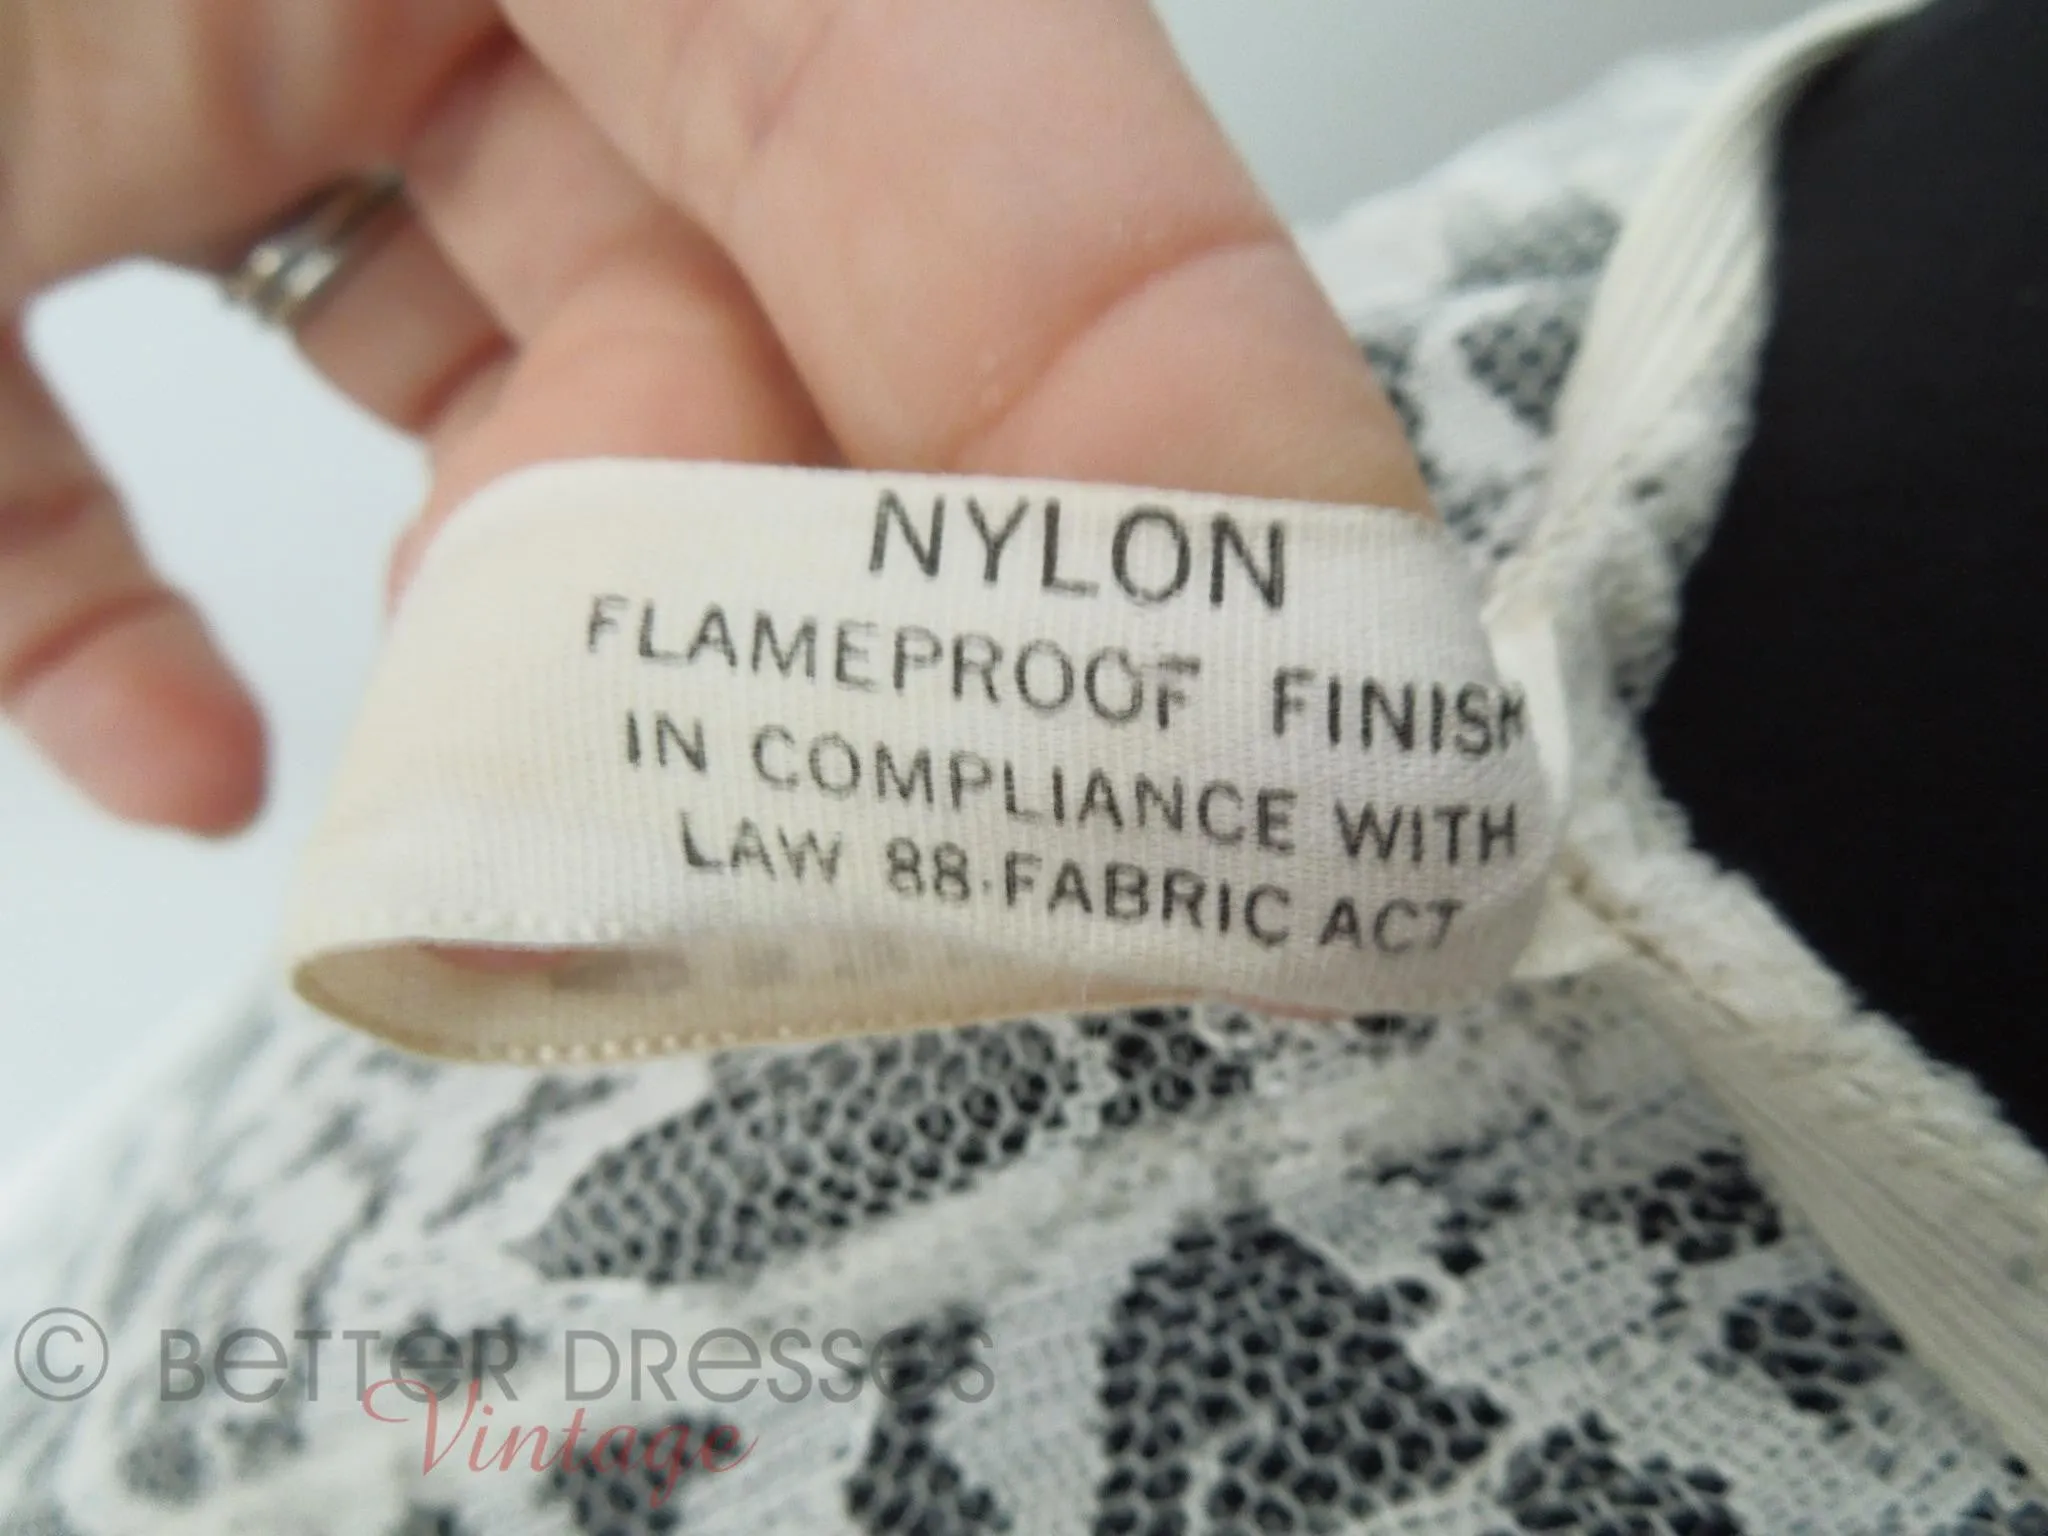 NYLON
FLAMEPROOF FINISH
IN COMPLIANCE WITH
LAW 88-FABRIC ACT
© BETTER DRESSES
Vintage